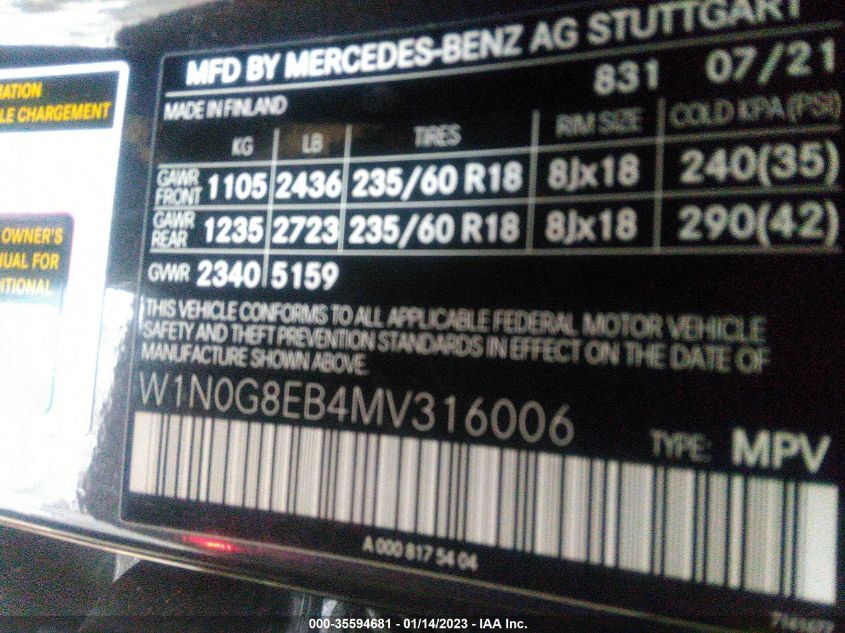 MATION
LE CHARGEMENT
OWNER'S
NUAL FOR
DITIONAL
MFD BY MERCEDES-BENZ AG STUTTGART
831 07/21
MADE IN FINLAND
KG LB TIRES RIM SIZE COLD KPA (PSI)
GAWR FRONT 1105 2436 235/60 R18 8Jx18 240(35)
GAWR REAR 1235 2723 235/60 R18 8Jx18 290(42)
GVWR 2340 5159
THIS VEHICLE CONFORMS TO ALL APPLICABLE FEDERAL MOTOR VEHICLE
SAFETY AND THEFT PREVENTION STANDARDS IN EFFECT ON THE DATE OF
MANUFACTURE SHOWN ABOVE.
W1N0G8EB4MV316006
TYPE: MPV
A 000 817 54 04
000-35594681 - 01/14/2023 - IAA Inc.